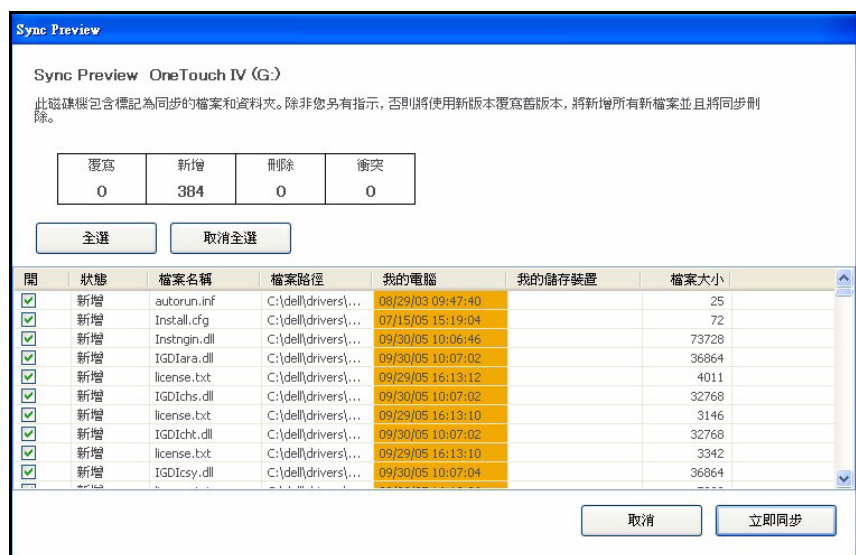 Sync Preview
Sync Preview OneTouch IV (G:)
此磁碟機包含標記為同步的檔案和資料夾。除非您另有指示, 否則將使用新版本覆寫舊版本, 將新增所有新檔案並且將同步刪
除。
覆寫 新增 刪除 衝突
0 384 0 0
全選 取消全選
開 狀態 檔案名稱 檔案路徑 我的電腦 我的儲存裝置 檔案大小
新增 autorun.inf C:\dell\drivers\... 08/29/03 09:47:40 25
新增 Install.cfg C:\dell\drivers\... 07/15/05 15:19:04 72
新增 Instngin.dll C:\dell\drivers\... 09/30/05 10:06:46 73728
新增 IGDIara.dll C:\dell\drivers\... 09/30/05 10:07:02 36864
新增 license.txt C:\dell\drivers\... 09/29/05 16:13:12 4011
新增 IGDIchs.dll C:\dell\drivers\... 09/30/05 10:07:02 32768
新增 license.txt C:\dell\drivers\... 09/29/05 16:13:10 3146
新增 IGDIcht.dll C:\dell\drivers\... 09/30/05 10:07:02 32768
新增 license.txt C:\dell\drivers\... 09/29/05 16:13:10 3342
新增 IGDIcsy.dll C:\dell\drivers\... 09/30/05 10:07:04 36864
取消 立即同步